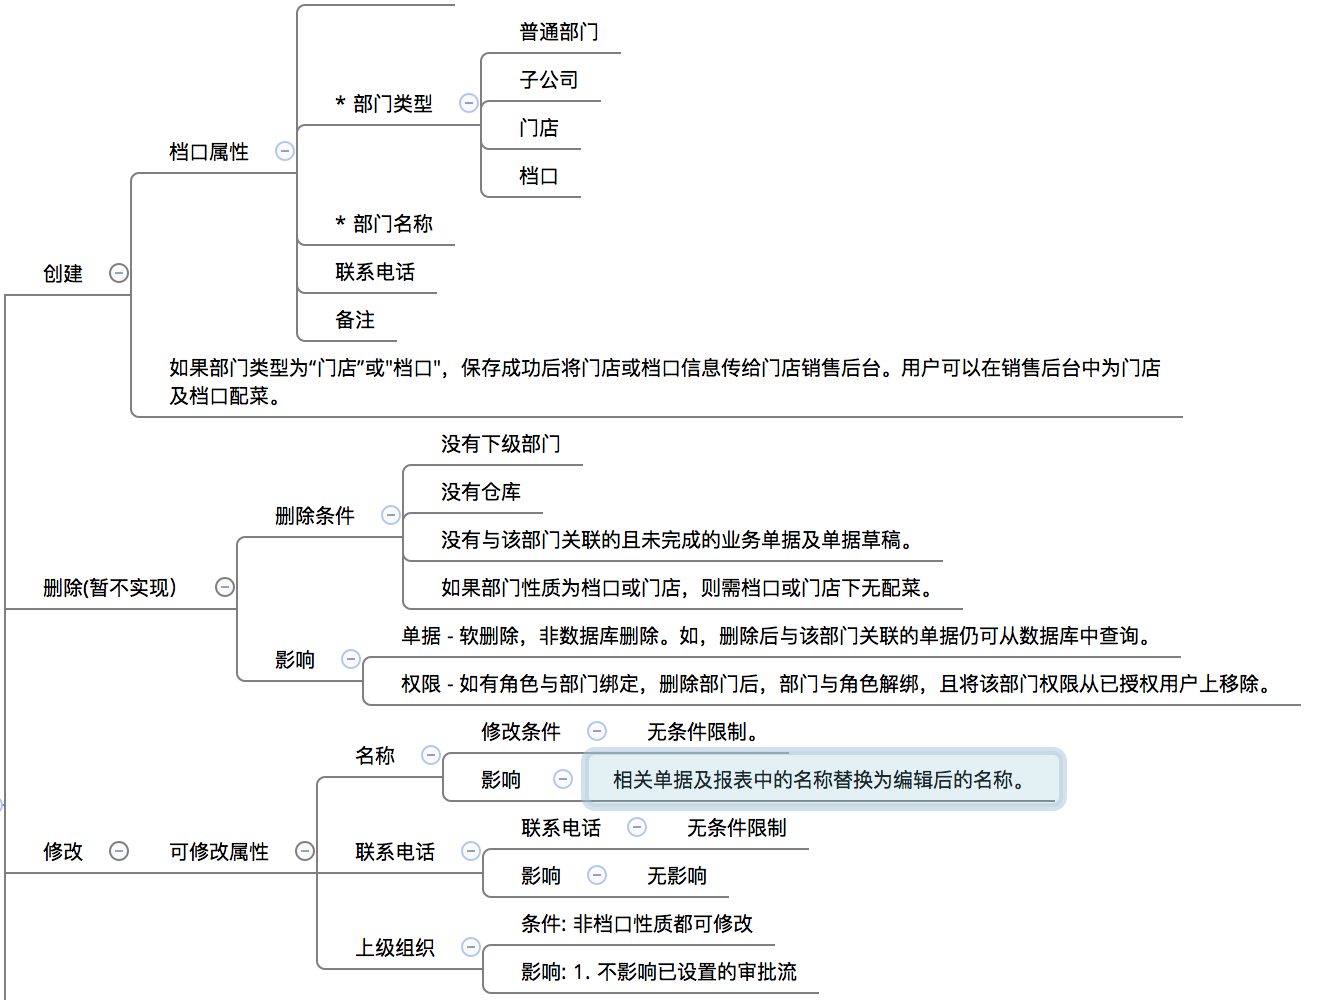 普通部门
子公司
* 部门类型
门店
档口属性
档口
* 部门名称
创建
联系电话
备注
如果部门类型为“门店”或"档口"，保存成功后将门店或档口信息传给门店销售后台。用户可以在销售后台中为门店
及档口配菜。
没有下级部门
没有仓库
删除条件
没有与该部门关联的且未完成的业务单据及单据草稿。
删除(暂不实现）
如果部门性质为档口或门店，则需档口或门店下无配菜。
单据 - 软删除，非数据库删除。如，删除后与该部门关联的单据仍可从数据库中查询。
影响
权限 - 如有角色与部门绑定，删除部门后，部门与角色解绑，且将该部门权限从已授权用户上移除。
修改条件
无条件限制。
名称
影响
相关单据及报表中的名称替换为编辑后的名称。
联系电话
无条件限制
修改
可修改属性
联系电话
影响
无影响
条件: 非档口性质都可修改
上级组织
影响: 1. 不影响已设置的审批流